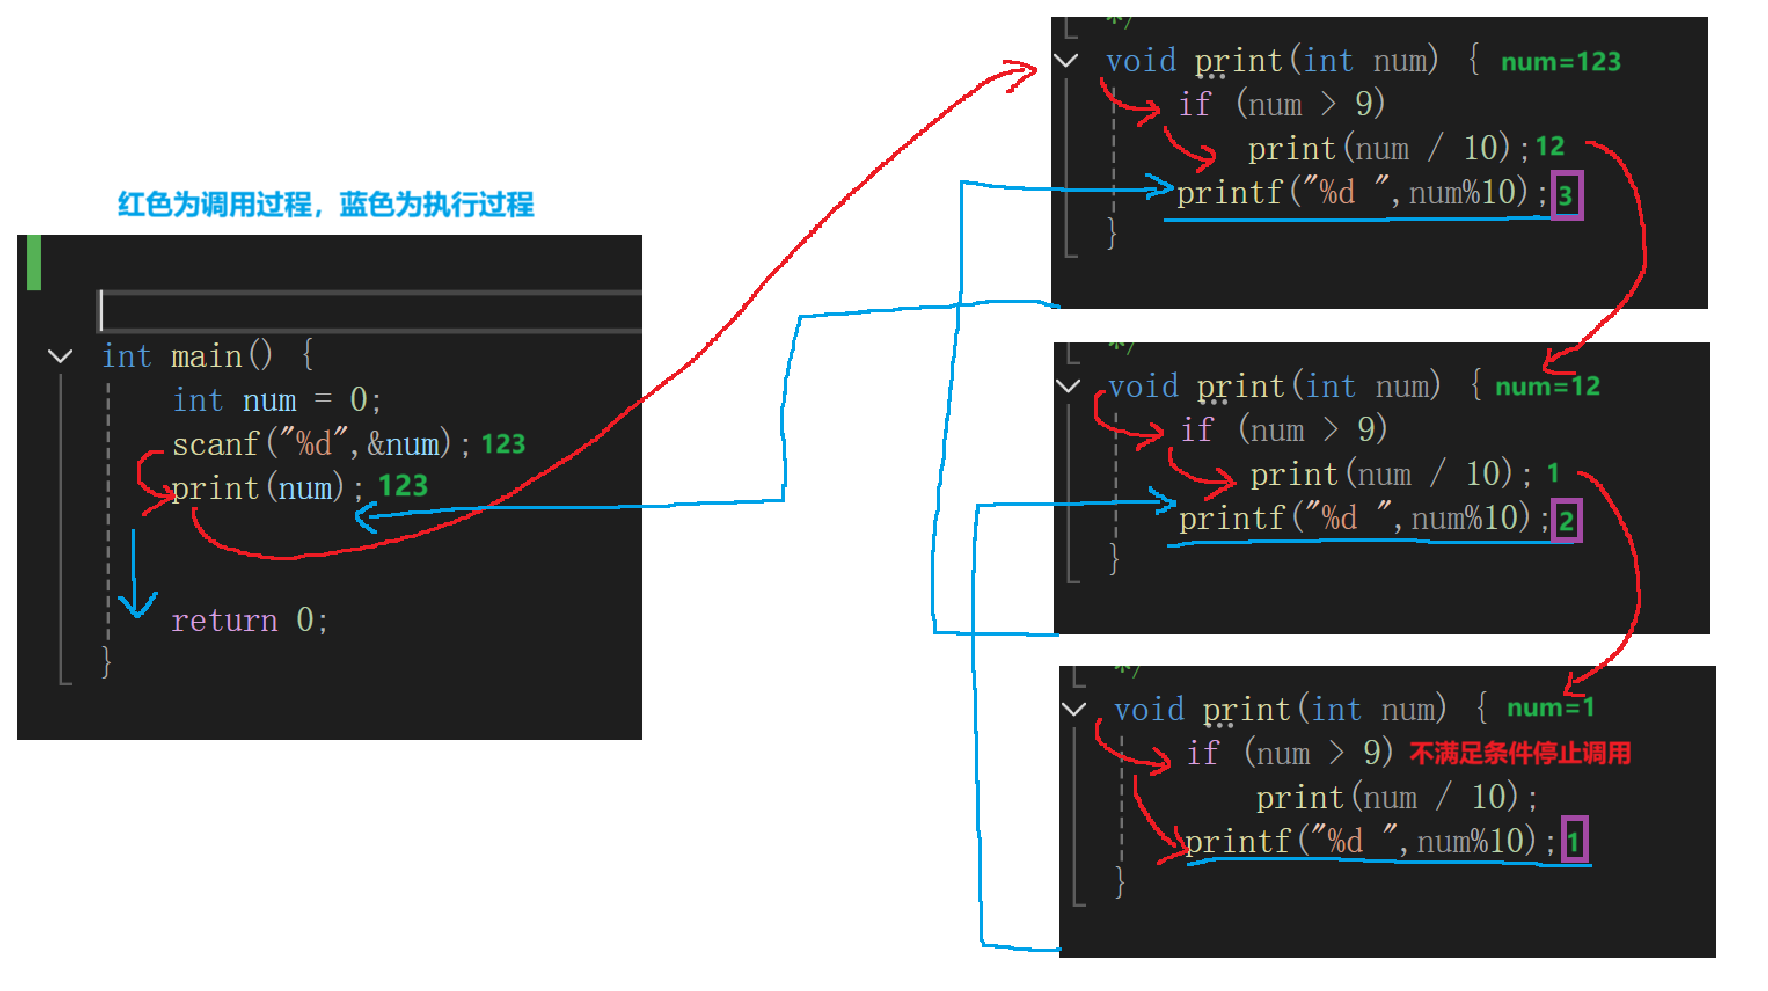 红色为调用过程，蓝色为执行过程
int main() {
int num = 0;
scanf("%d",&num); 123
print(num); 123
return 0;
}
*/
void print(int num) { num=123
if (num > 9)
print(num / 10); 12
printf("%d ",num%10); 3
}
*/
void print(int num) { num=12
if (num > 9)
print(num / 10); 1
printf("%d ",num%10); 2
}
*/
void print(int num) { num=1
if (num > 9) 不满足条件停止调用
print(num / 10);
printf("%d ",num%10); 1
}